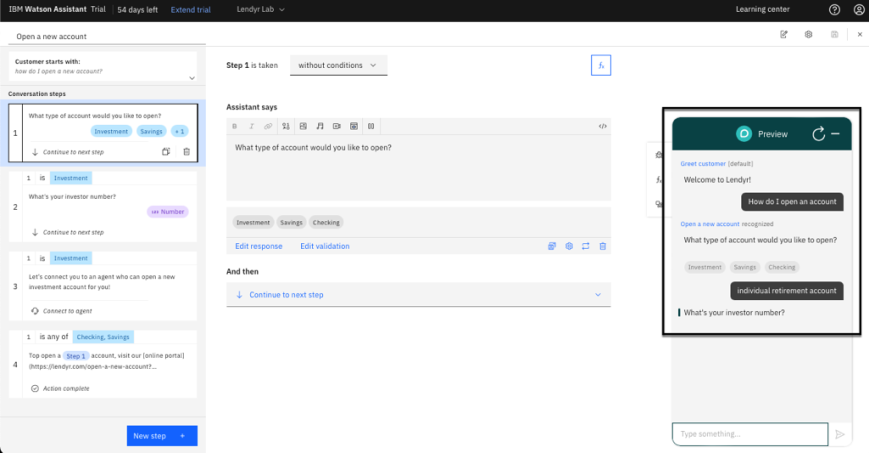 IBM Watson Assistant Trial
54 days left
Extend trial
Lendyr Lab
Learning center
Open a new account
Customer starts with:
how do I open a new account?
Conversation steps
1
What type of account would you like to open?
Investment Savings + 1
Continue to next step
2
1 is Investment
What's your investor number?
Number
Continue to next step
3
1 is Investment
Let's connect you to an agent who can open a new
investment account for you!
Connect to agent
4
1 is any of Checking, Savings
Top open a Step 1 account, visit our [online portal]
(https://lendyr.com/open-a-new-account?...
Action complete
New step +
Step 1 is taken
without conditions
fx
Assistant says
B I
</>
What type of account would you like to open?
Investment Savings Checking
Edit response Edit validation
And then
Continue to next step
Preview
Greet customer [default]
Welcome to Lendyr!
How do I open an account
Open a new account recognized
What type of account would you like to open?
Investment Savings Checking
individual retirement account
What's your investor number?
Type something...